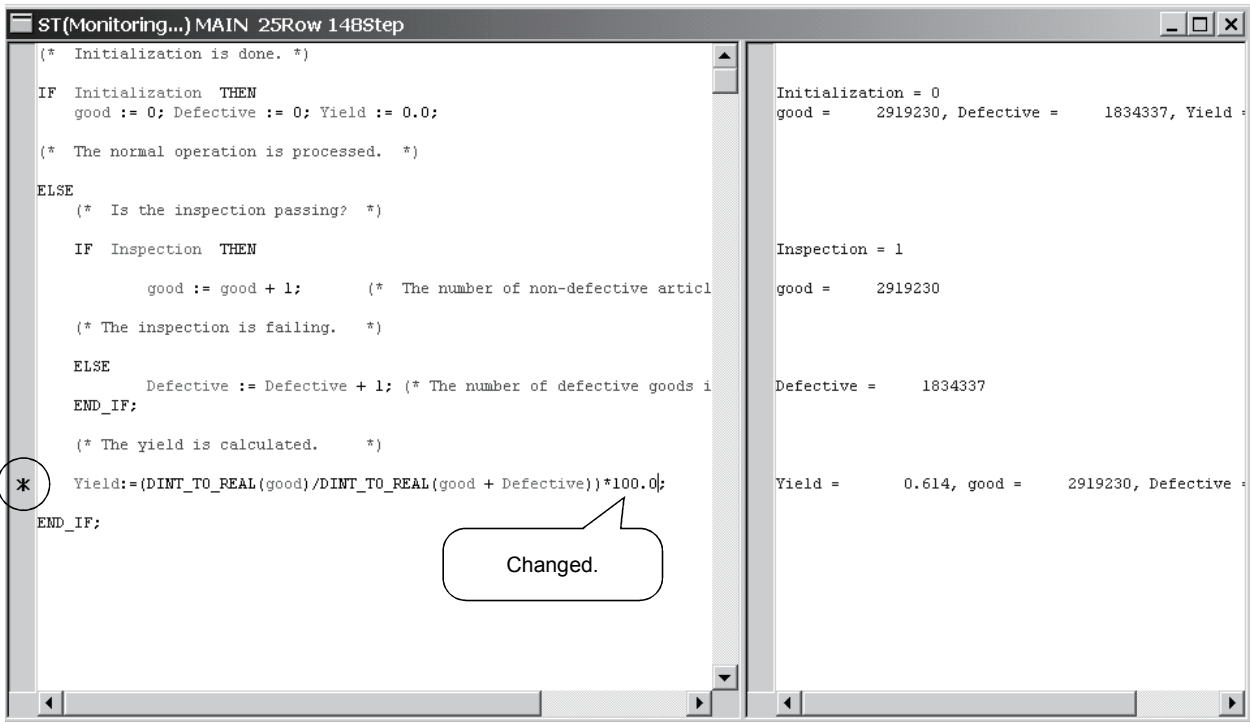 ST(Monitoring...) MAIN 25Row 148Step
(* Initialization is done. *)
IF Initialization THEN
good := 0; Defective := 0; Yield := 0.0;
(* The normal operation is processed. *)
ELSE
(* Is the inspection passing? *)
IF Inspection THEN
good := good + 1; (* The number of non-defective articl
(* The inspection is failing. *)
ELSE
Defective := Defective + 1; (* The number of defective goods i
END_IF;
(* The yield is calculated. *)
* Yield:=(DINT_TO_REAL(good)/DINT_TO_REAL(good + Defective))*100.0;
END_IF;
Changed.
Initialization = 0
good = 2919230, Defective = 1834337, Yield =
Inspection = 1
good = 2919230
Defective = 1834337
Yield = 0.614, good = 2919230, Defective =